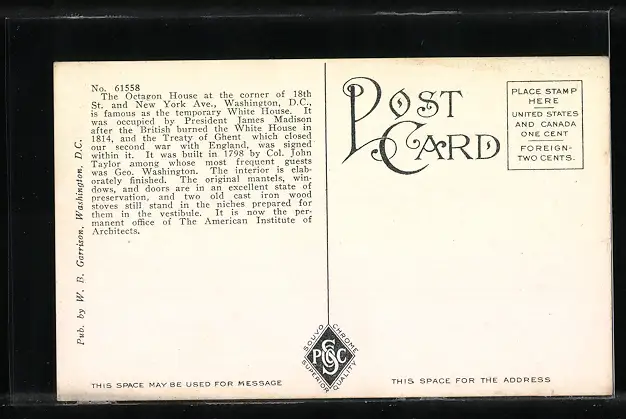 No. 61558
The Octagon House at the corner of 18th
St. and New York Ave., Washington, D.C.,
is famous as the temporary White House. It
was occupied by President James Madison
after the British burned the White House in
1814, and the Treaty of Ghent which closed
our second war with England, was signed
within it. It was built in 1798 by Col. John
Taylor among whose most frequent guests
was Geo. Washington. The interior is elab-
orately finished. The original mantels, win-
dows, and doors are in an excellent state of
preservation, and two old cast iron wood
stoves still stand in the niches prepared for
them in the vestibule. It is now the per-
manent office of The American Institute of
Architects.
Pub. by W. B. Garrison, Washington, D.C.
POST
CARD
PLACE STAMP
HERE
UNITED STATES
AND CANADA
ONE CENT
FOREIGN-
TWO CENTS.
SOUVO CHROME
PSCC
SUPERIOR QUALITY
THIS SPACE MAY BE USED FOR MESSAGE
THIS SPACE FOR THE ADDRESS